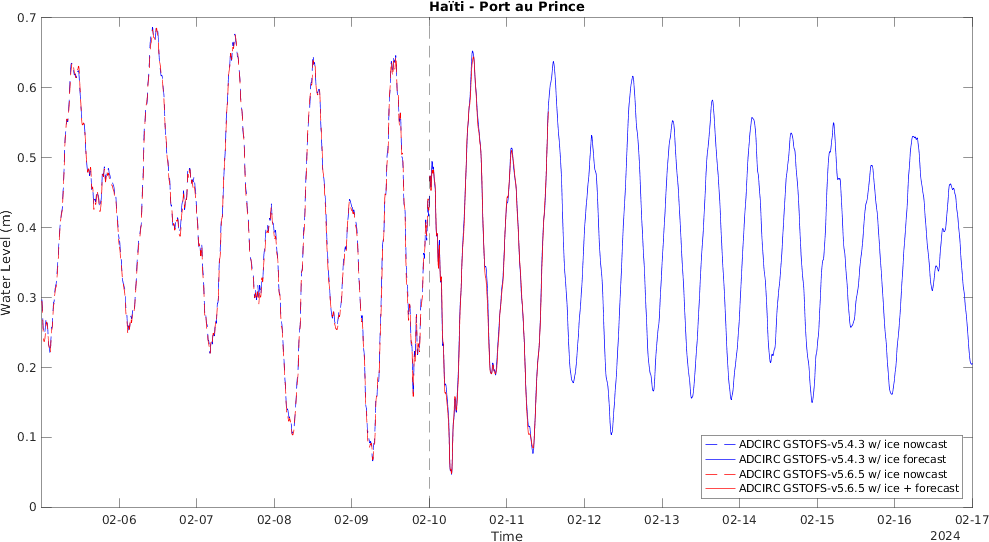 Haïti - Port au Prince
0.7
0.6
0.5
0.4
0.3
0.2
0.1
0
Water Level (m)
ADCIRC GSTOFS-v5.4.3 w/ ice nowcast
ADCIRC GSTOFS-v5.4.3 w/ ice forecast
ADCIRC GSTOFS-v5.6.5 w/ ice nowcast
ADCIRC GSTOFS-v5.6.5 w/ ice + forecast
02-06 02-07 02-08 02-09 02-10 02-11 02-12 02-13 02-14 02-15 02-16 02-17
Time
2024